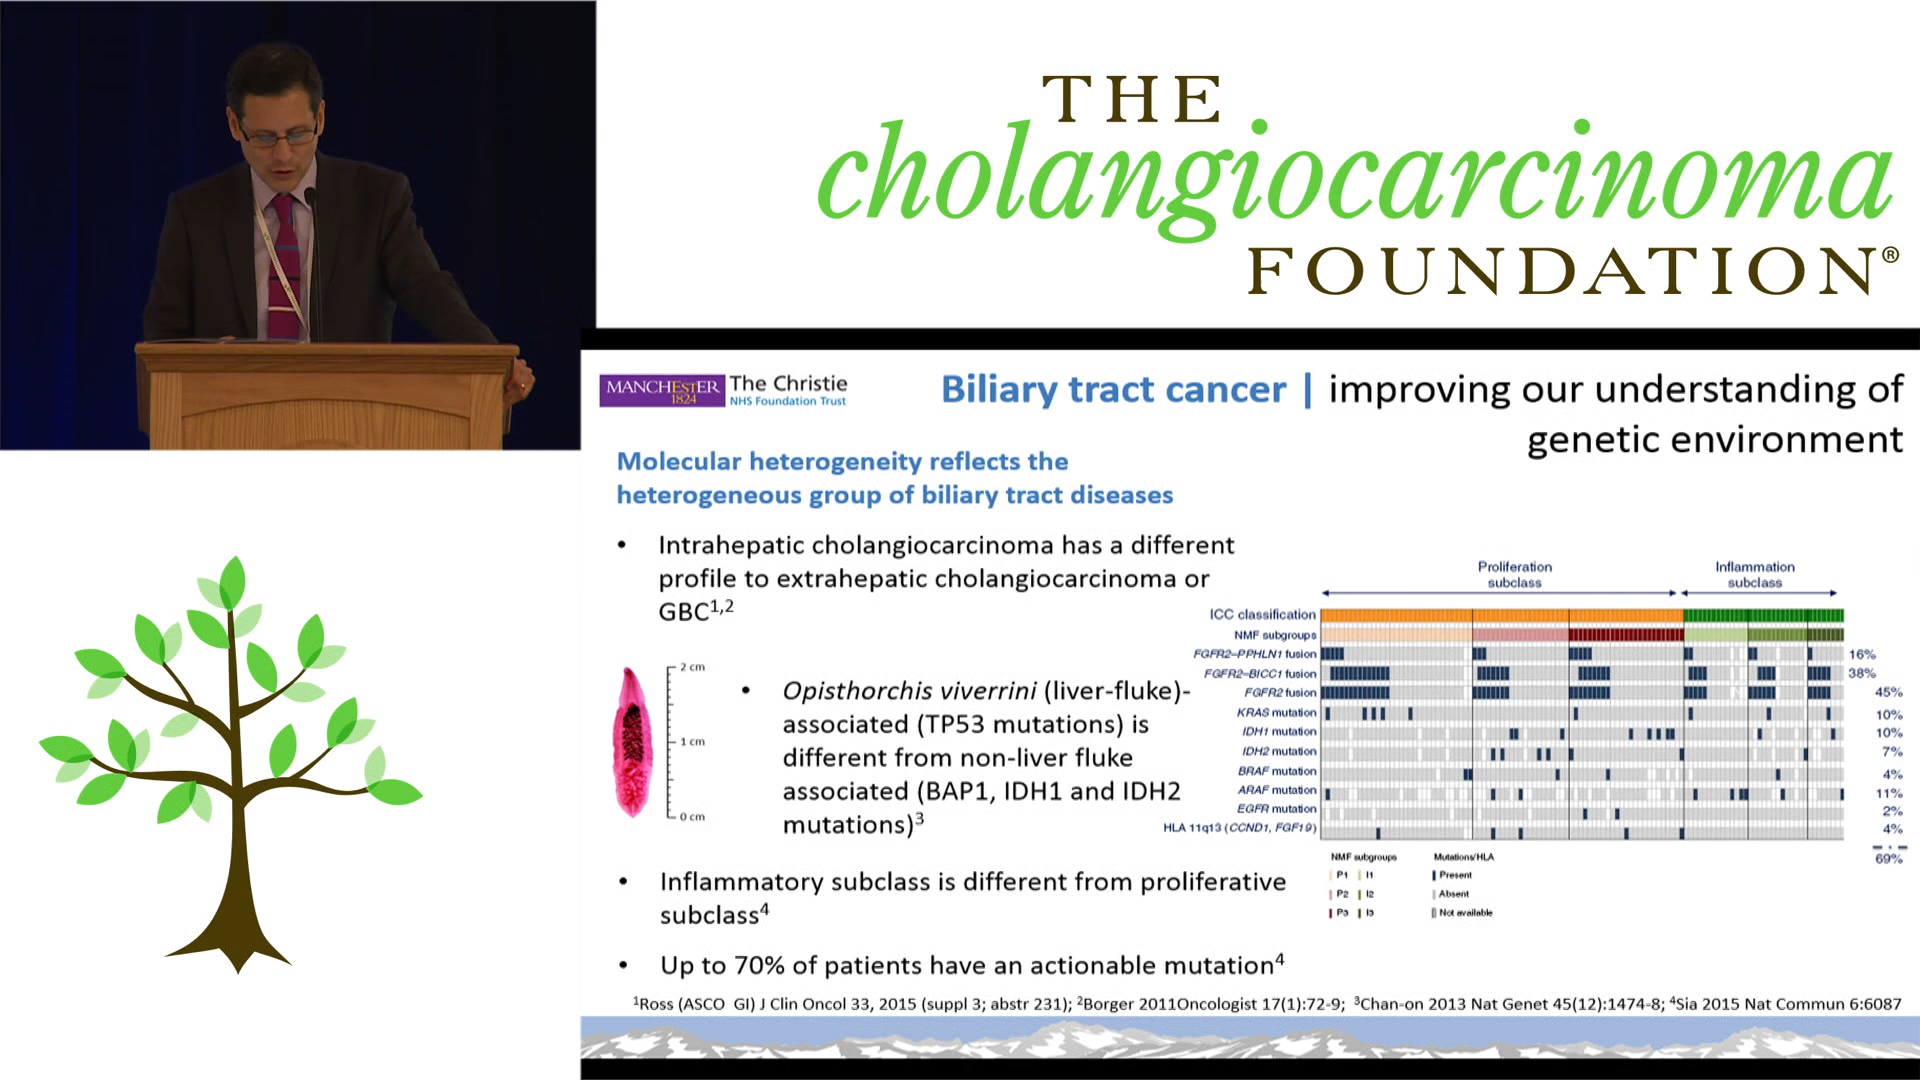 THE
cholangiocarcinoma
FOUNDATION®
MANCHESTER
1824
The Christie
NHS Foundation Trust
Biliary tract cancer | improving our understanding of
genetic environment
Molecular heterogeneity reflects the
heterogeneous group of biliary tract diseases
• Intrahepatic cholangiocarcinoma has a different
profile to extrahepatic cholangiocarcinoma or
GBC1,2
2 cm
1 cm
0 cm
• Opisthorchis viverrini (liver-fluke)-
associated (TP53 mutations) is
different from non-liver fluke
associated (BAP1, IDH1 and IDH2
mutations)3
• Inflammatory subclass is different from proliferative
subclass4
• Up to 70% of patients have an actionable mutation4
Proliferation
subclass
Inflammation
subclass
ICC classification
NMF subgroups
FGFR2–PPHLN1 fusion 16%
FGFR2–BICC1 fusion 38%
FGFR2 fusion 45%
KRAS mutation 10%
IDH1 mutation 10%
IDH2 mutation 7%
BRAF mutation 4%
ARAF mutation 11%
EGFR mutation 2%
HLA 11q13 (CCND1, FGF19) 4%
69%
NMF subgroups Mutations/HLA
P1 I1 Present
P2 I2 Absent
P3 I3 Not available
1Ross (ASCO GI) J Clin Oncol 33, 2015 (suppl 3; abstr 231); 2Borger 2011Oncologist 17(1):72-9; 3Chan-on 2013 Nat Genet 45(12):1474-8; 4Sia 2015 Nat Commun 6:6087